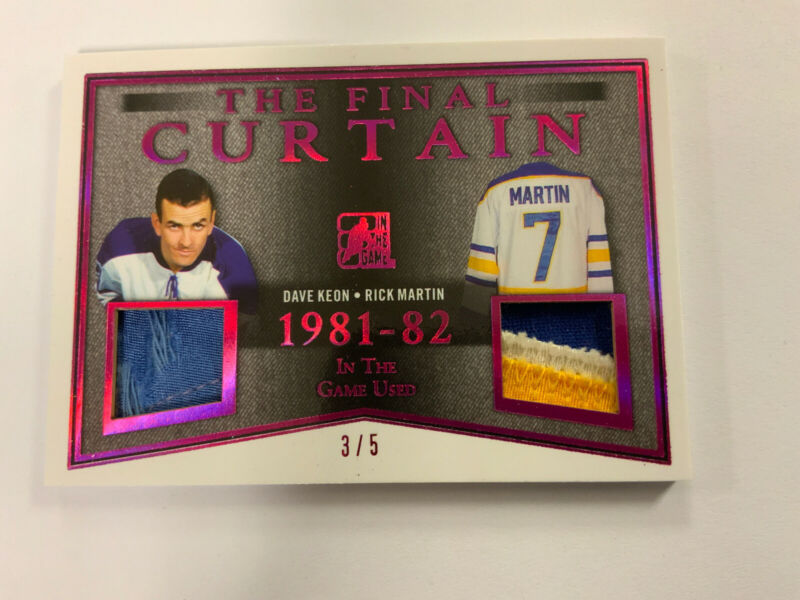 THE FINAL
CURTAIN
MARTIN
7
IN
THE
GAME
DAVE KEON • RICK MARTIN
1981-82
IN THE
GAME USED
3/5